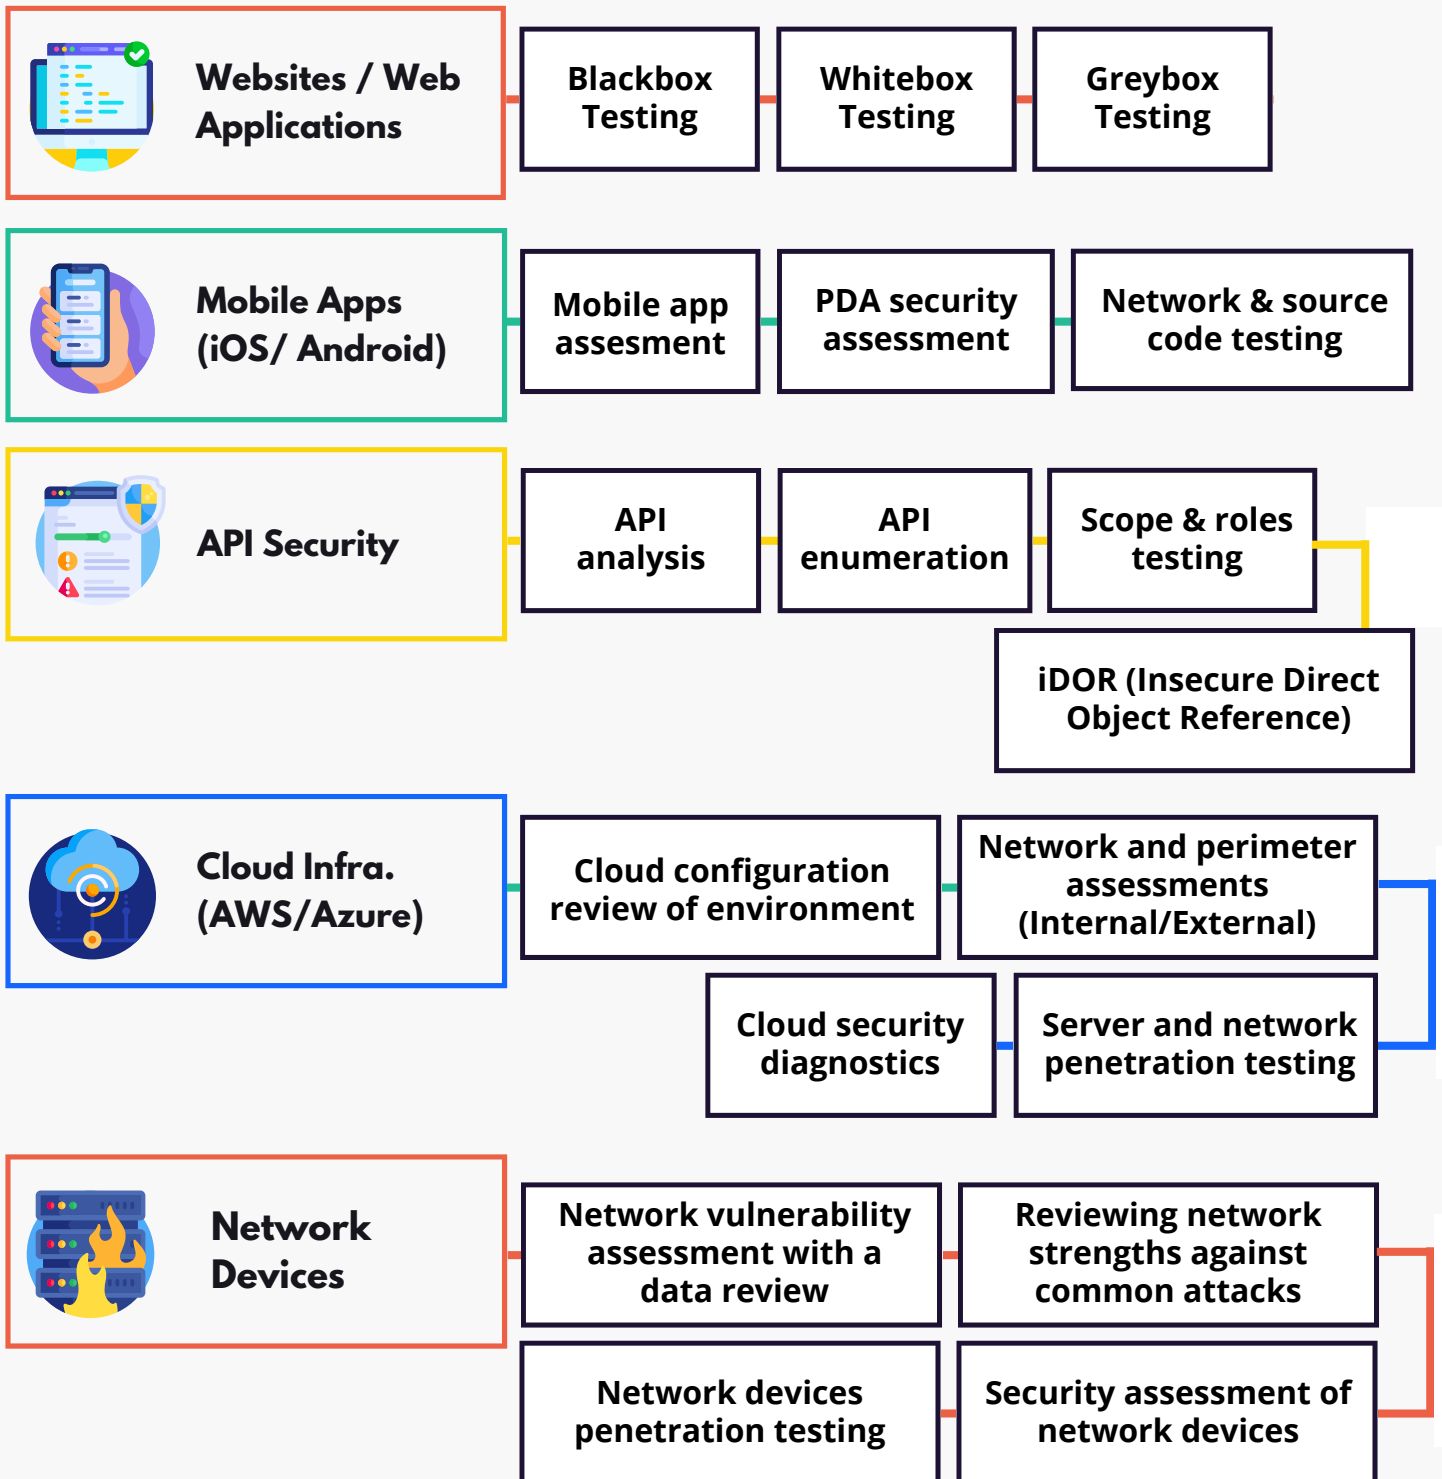 Websites / Web
Applications
Blackbox
Testing
Whitebox
Testing
Greybox
Testing
Mobile Apps
(iOS/ Android)
Mobile app
assesment
PDA security
assessment
Network & source
code testing
API Security
API
analysis
API
enumeration
Scope & roles
testing
iDOR (Insecure Direct
Object Reference)
Cloud Infra.
(AWS/Azure)
Cloud configuration
review of environment
Network and perimeter
assessments
(Internal/External)
Server and network
penetration testing
Cloud security
diagnostics
Network
Devices
Network vulnerability
assessment with a
data review
Reviewing network
strengths against
common attacks
Security assessment of
network devices
Network devices
penetration testing